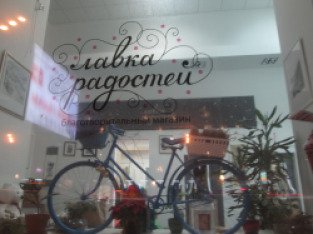 лавка
радостей
благотворительный магазин